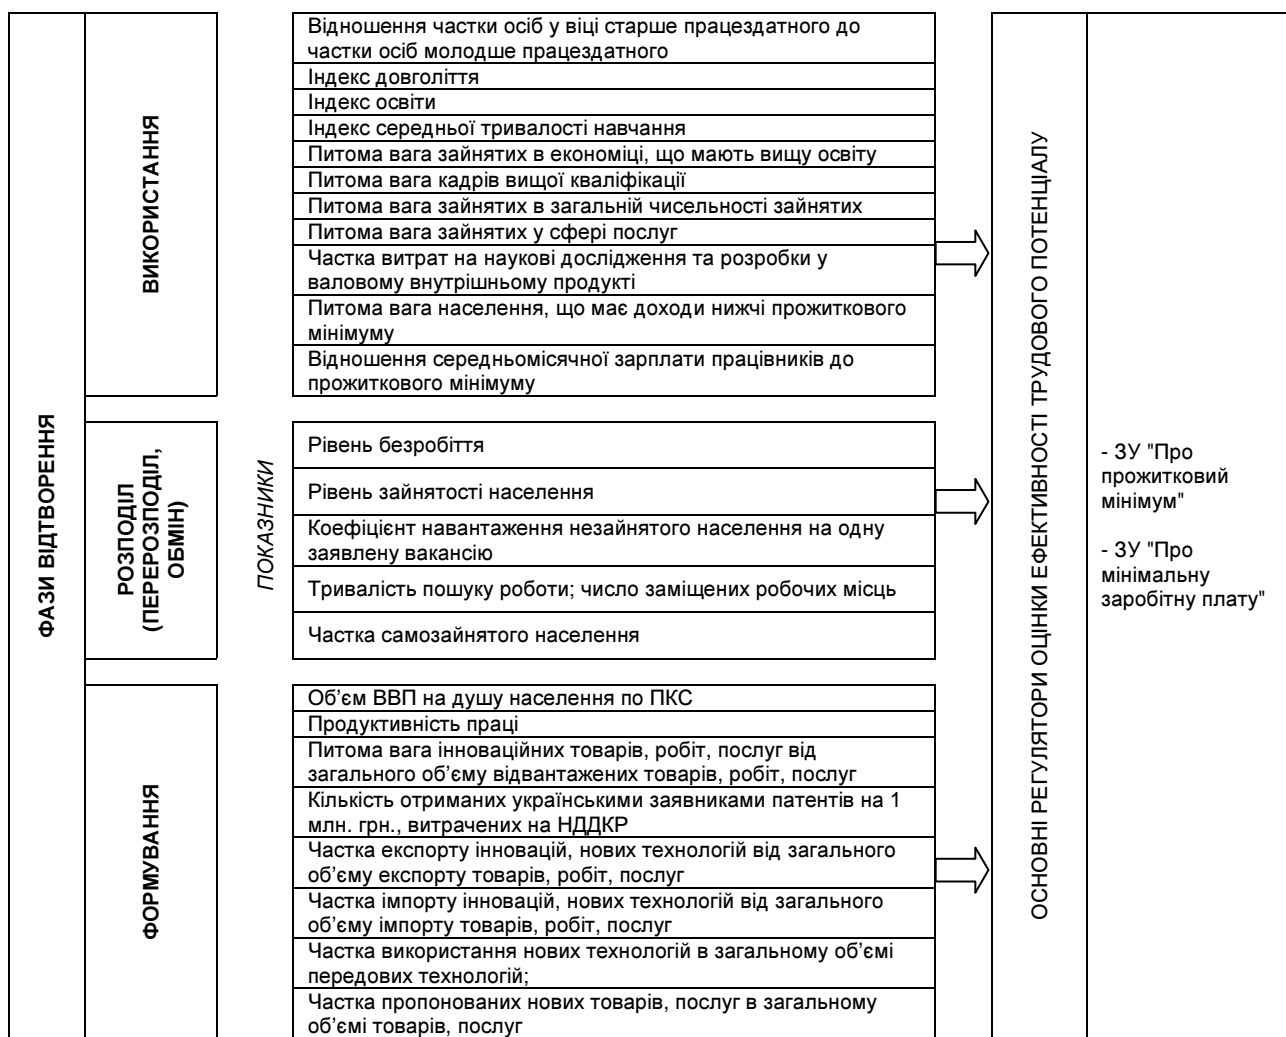 ФАЗИ ВІДТВОРЕННЯ
ВИКОРИСТАННЯ
Відношення частки осіб у віці старше працездатного до
частки осіб молодше працездатного
Індекс довголіття
Індекс освіти
Індекс середньої тривалості навчання
Питома вага зайнятих в економіці, що мають вищу освіту
Питома вага кадрів вищої кваліфікації
Питома вага зайнятих в загальній чисельності зайнятих
Питома вага зайнятих у сфері послуг
Частка витрат на наукові дослідження та розробки у
валовому внутрішньому продукті
Питома вага населення, що має доходи нижчі прожиткового
мінімуму
Відношення середньомісячної зарплати працівників до
прожиткового мінімуму
РОЗПОДІЛ
(ПЕРЕРОЗПОДІЛ,
ОБМІН)
ПОКАЗНИКИ
Рівень безробіття
Рівень зайнятості населення
Коефіцієнт навантаження незайнятого населення на одну
заявлену вакансію
Тривалість пошуку роботи; число заміщених робочих місць
Частка самозайнятого населення
ФОРМУВАННЯ
Об’єм ВВП на душу населення по ПКС
Продуктивність праці
Питома вага інноваційних товарів, робіт, послуг від
загального об’єму відвантажених товарів, робіт, послуг
Кількість отриманих українськими заявниками патентів на 1
млн. грн., витрачених на НДДКР
Частка експорту інновацій, нових технологій від загального
об’єму експорту товарів, робіт, послуг
Частка імпорту інновацій, нових технологій від загального
об’єму імпорту товарів, робіт, послуг
Частка використання нових технологій в загальному об’ємі
передових технологій;
Частка пропонованих нових товарів, послуг в загальному
об’ємі товарів, послуг
ОСНОВНІ РЕГУЛЯТОРИ ОЦІНКИ ЕФЕКТИВНОСТІ ТРУДОВОГО ПОТЕНЦІАЛУ
- ЗУ "Про
прожитковий
мінімум"
- ЗУ "Про
мінімальну
заробітну плату"